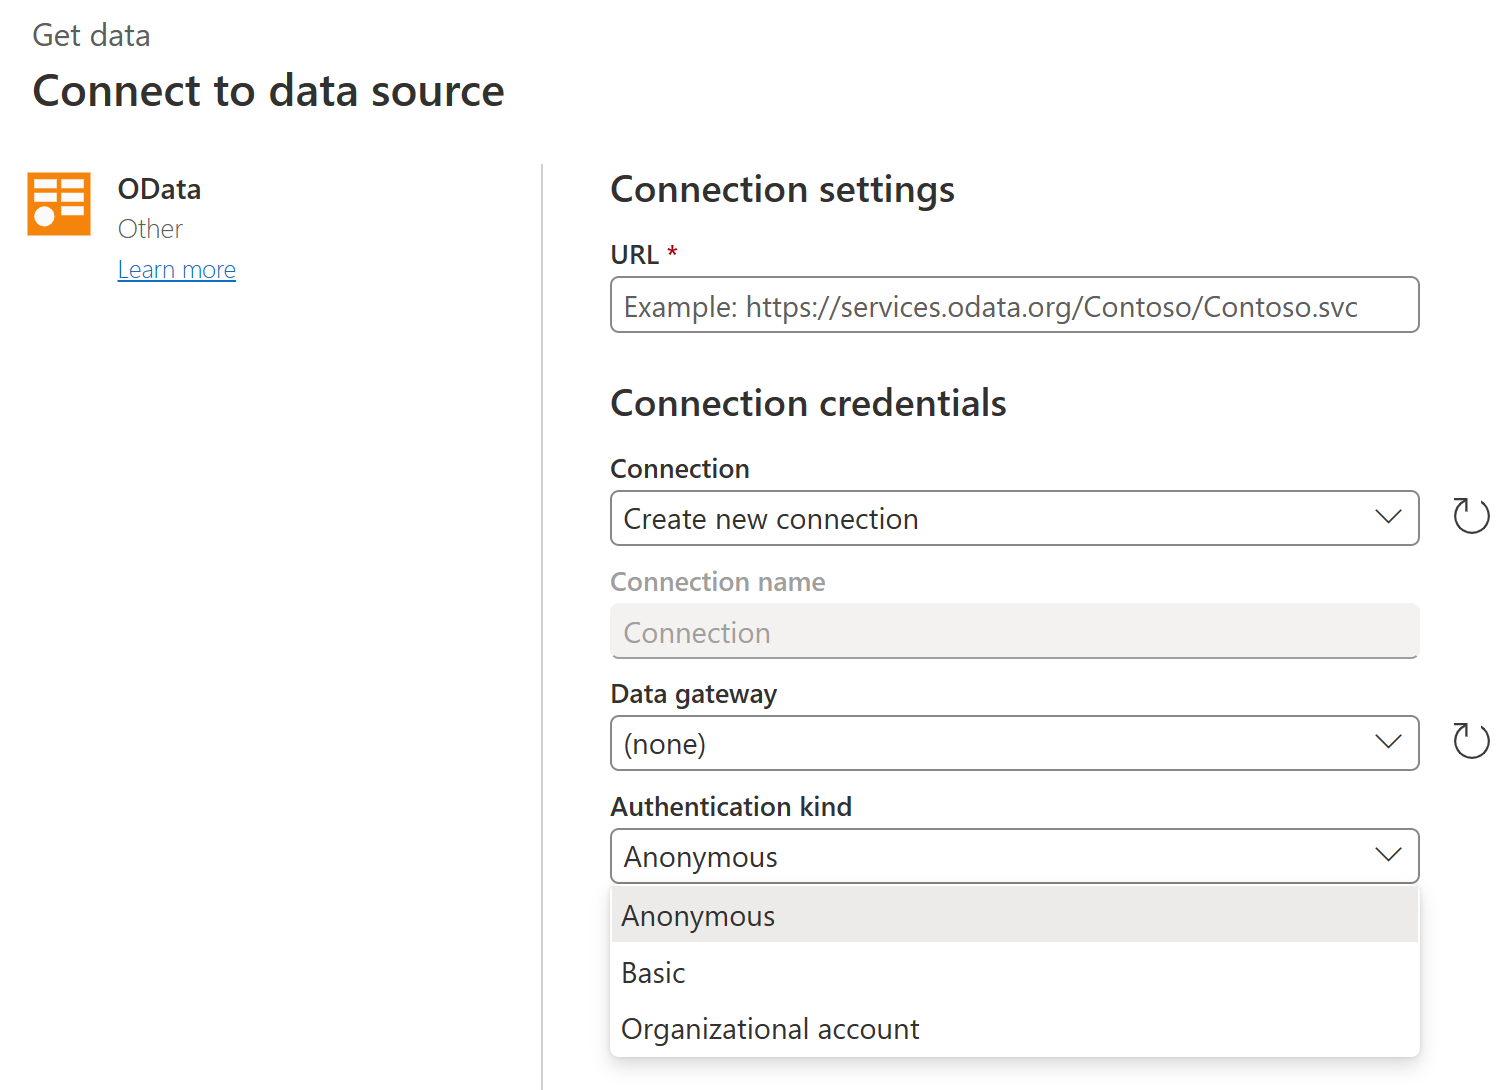 Get data
Connect to data source
OData
Other
Learn more
Connection settings
URL *
Example: https://services.odata.org/Contoso/Contoso.svc
Connection credentials
Connection
Create new connection
Connection name
Connection
Data gateway
(none)
Authentication kind
Anonymous
Anonymous
Basic
Organizational account